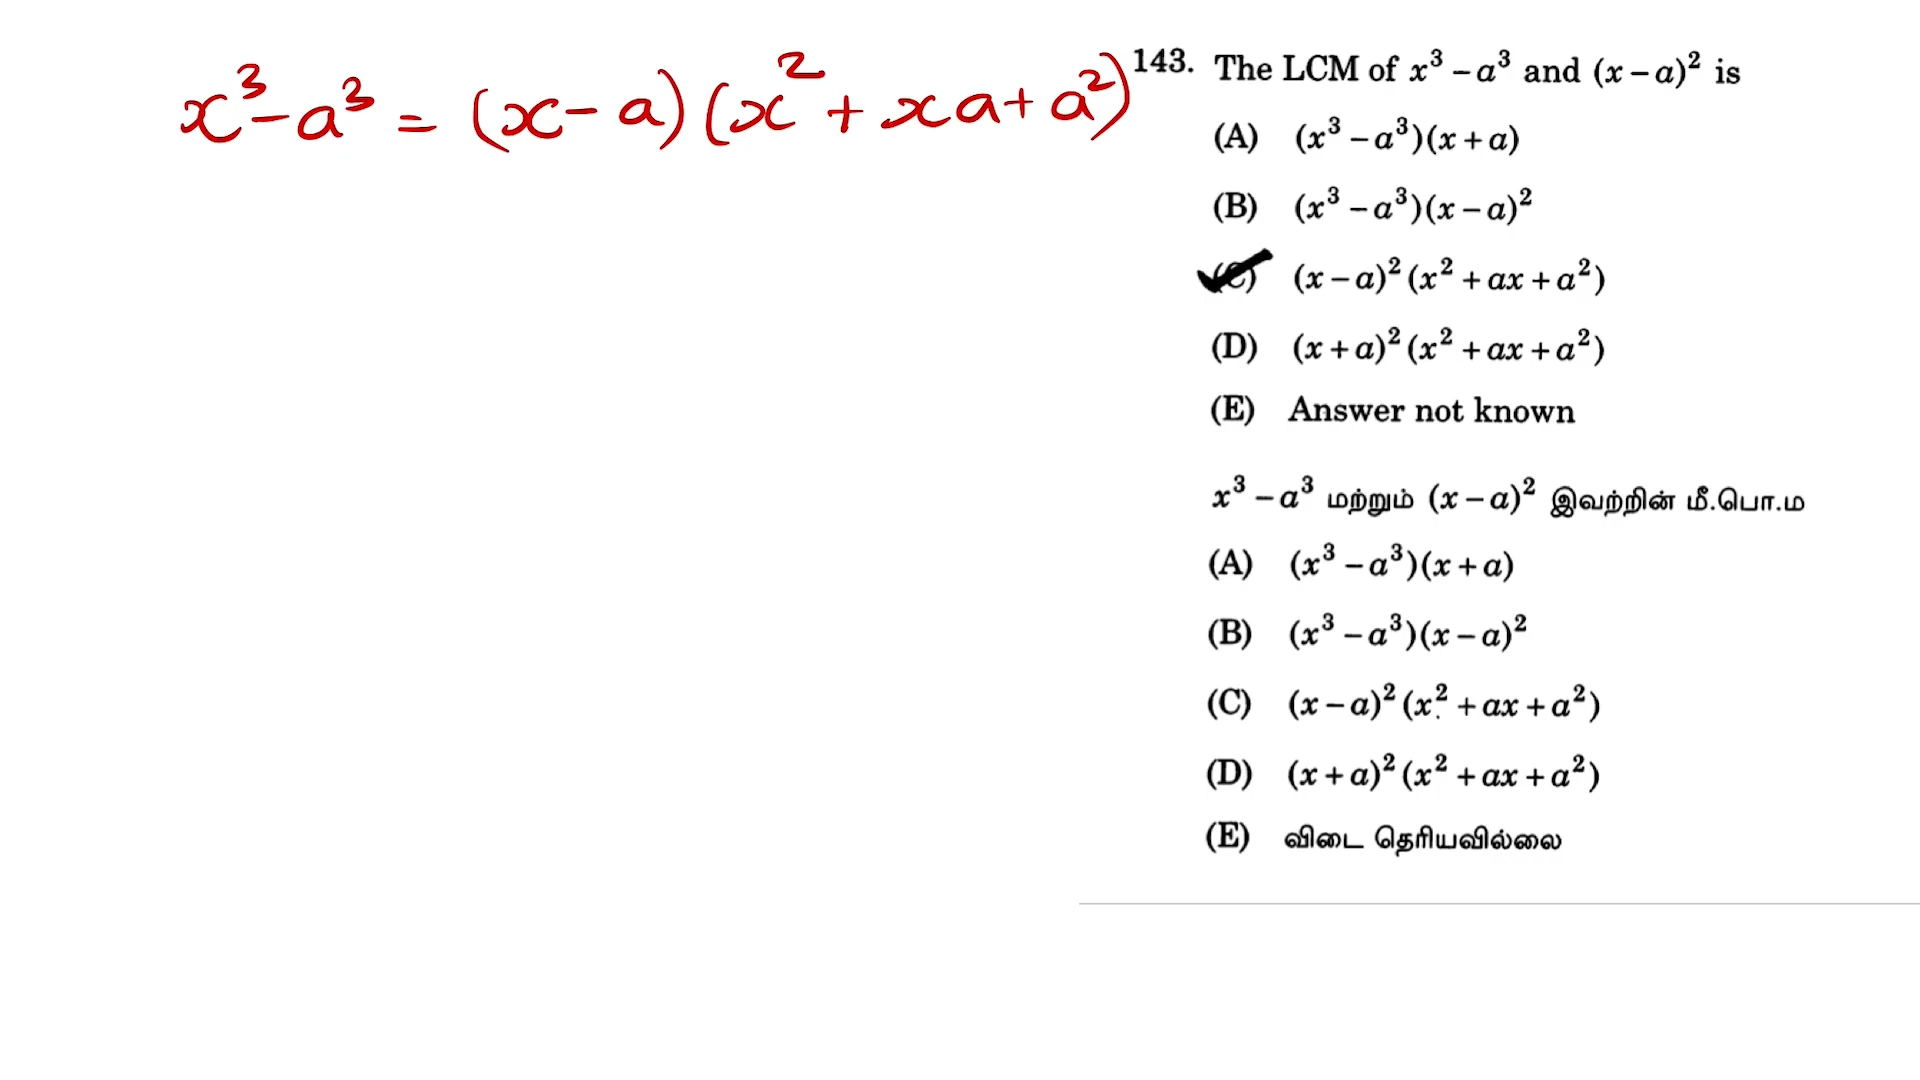 x³ - a³ = (x - a)(x² + xa + a²)
143. The LCM of x³ – a³ and (x – a)² is
(A) (x³ – a³)(x + a)
(B) (x³ – a³)(x – a)²
(C) (x – a)² (x² + ax + a²)
(D) (x + a)² (x² + ax + a²)
(E) Answer not known
x³ – a³ மற்றும் (x – a)² இவற்றின் மீ.பொ.ம
(A) (x³ – a³)(x + a)
(B) (x³ – a³)(x – a)²
(C) (x – a)² (x² + ax + a²)
(D) (x + a)² (x² + ax + a²)
(E) விடை தெரியவில்லை